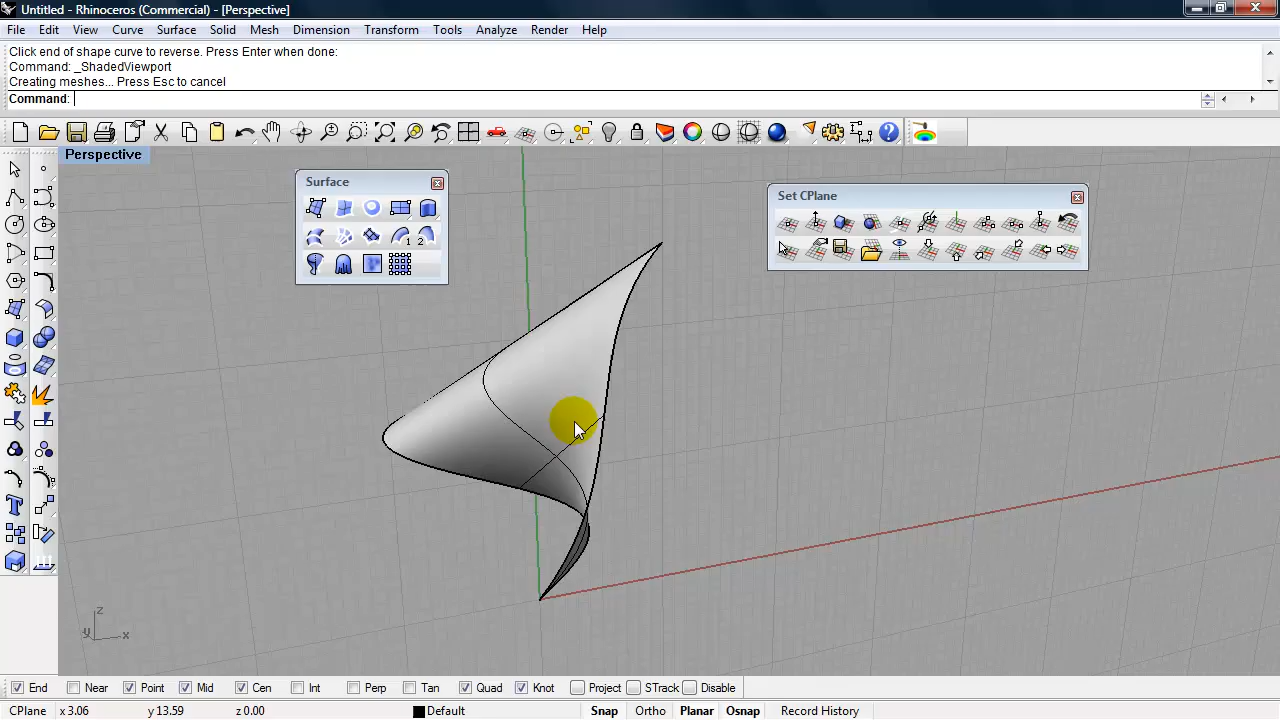 Untitled - Rhinoceros (Commercial) - [Perspective]
File Edit View Curve Surface Solid Mesh Dimension Transform Tools Analyze Render Help
Click end of shape curve to reverse. Press Enter when done:
Command: _ShadedViewport
Creating meshes... Press Esc to cancel
Command:
Perspective
Surface
Set CPlane
1 2
z
y x
End Near Point Mid Cen Int Perp Tan Quad Knot Project STrack Disable
CPlane x 3.06 y 13.59 z 0.00 Default Snap Ortho Planar Osnap Record History